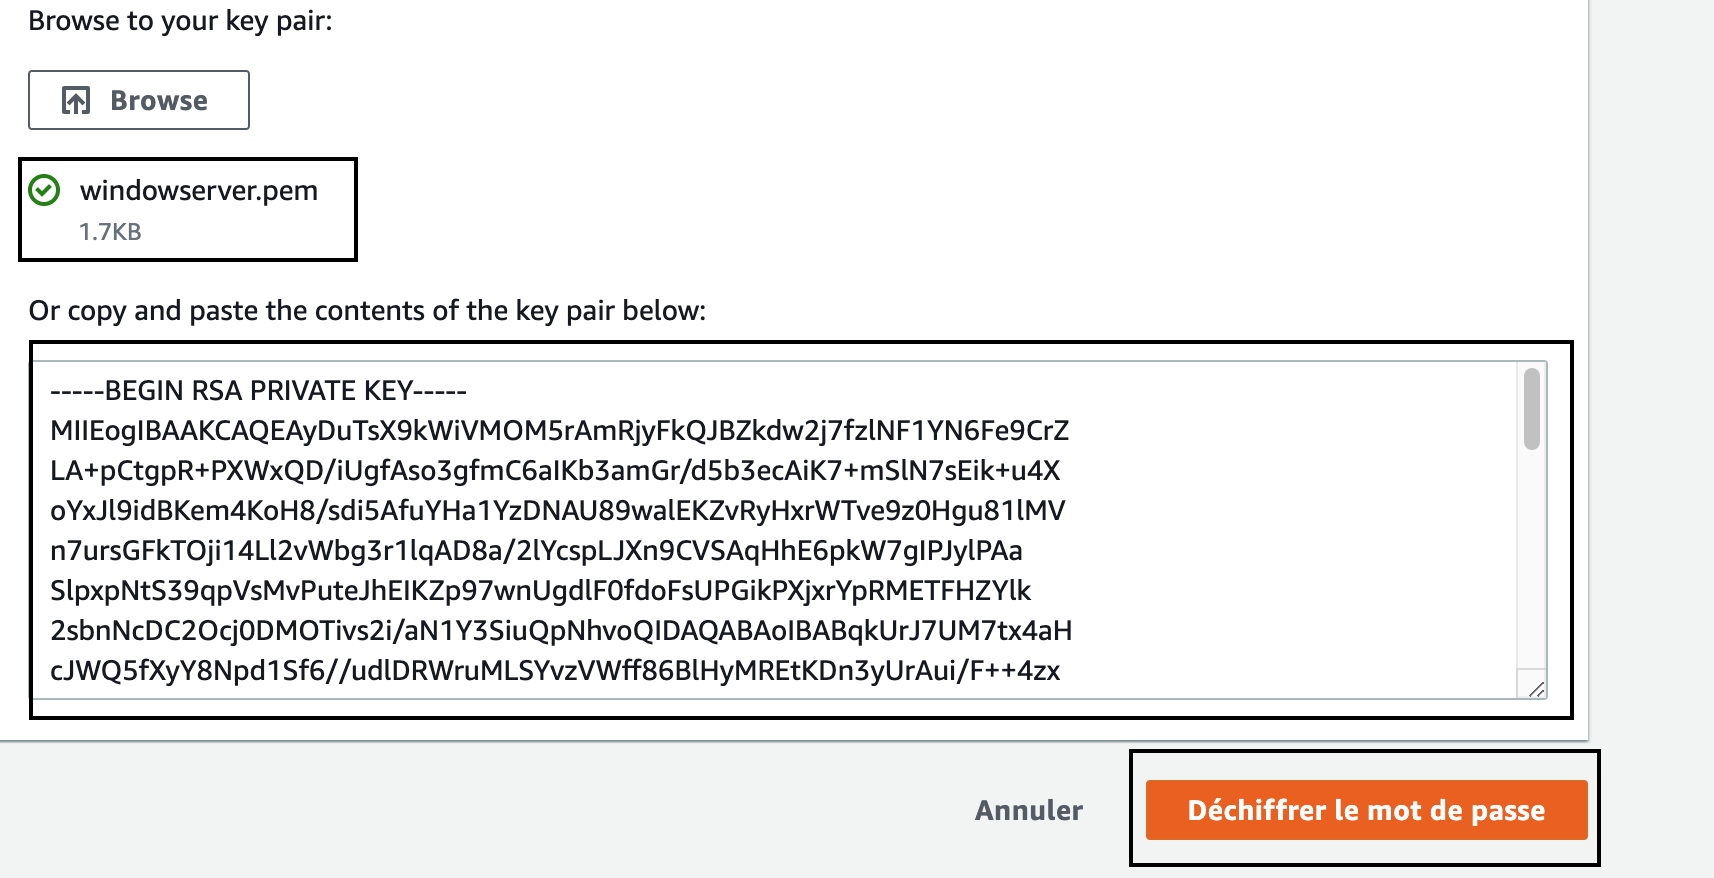 Browse to your key pair:
Browse
windowserver.pem
1.7KB
Or copy and paste the contents of the key pair below:
-----BEGIN RSA PRIVATE KEY-----
MIIEogIBAAKCAQEAyDuTsX9kWiVMOM5rAmRjyFkQJBZkdw2j7fzlNF1YN6Fe9CrZ
LA+pCtgpR+PXWxQD/iUgfAso3gfmC6aIKb3amGr/d5b3ecAiK7+mSlN7sEik+u4X
oYxJl9idBKem4KoH8/sdi5AfuYHa1YzDNAU89walEKZvRyHxrWTve9z0Hgu81lMV
n7ursGFkTOji14Ll2vWbg3r1lqAD8a/2lYcspLJXn9CVSAqHhE6pkW7gIPJylPAa
SlpxpNtS39qpVsMvPuteJhEIKZp97wnUgdlF0fdoFsUPGikPXjxrYpRMETFHZYlk
2sbnNcDC2Ocj0DMOTivs2i/aN1Y3SiuQpNhvoQIDAQABAoIBABqkUrJ7UM7tx4aH
cJWQ5fXyY8Npd1Sf6//udlDRWruMLSYvzVWff86BlHyMREtKDn3yUrAui/F++4zx
Annuler
Déchiffrer le mot de passe